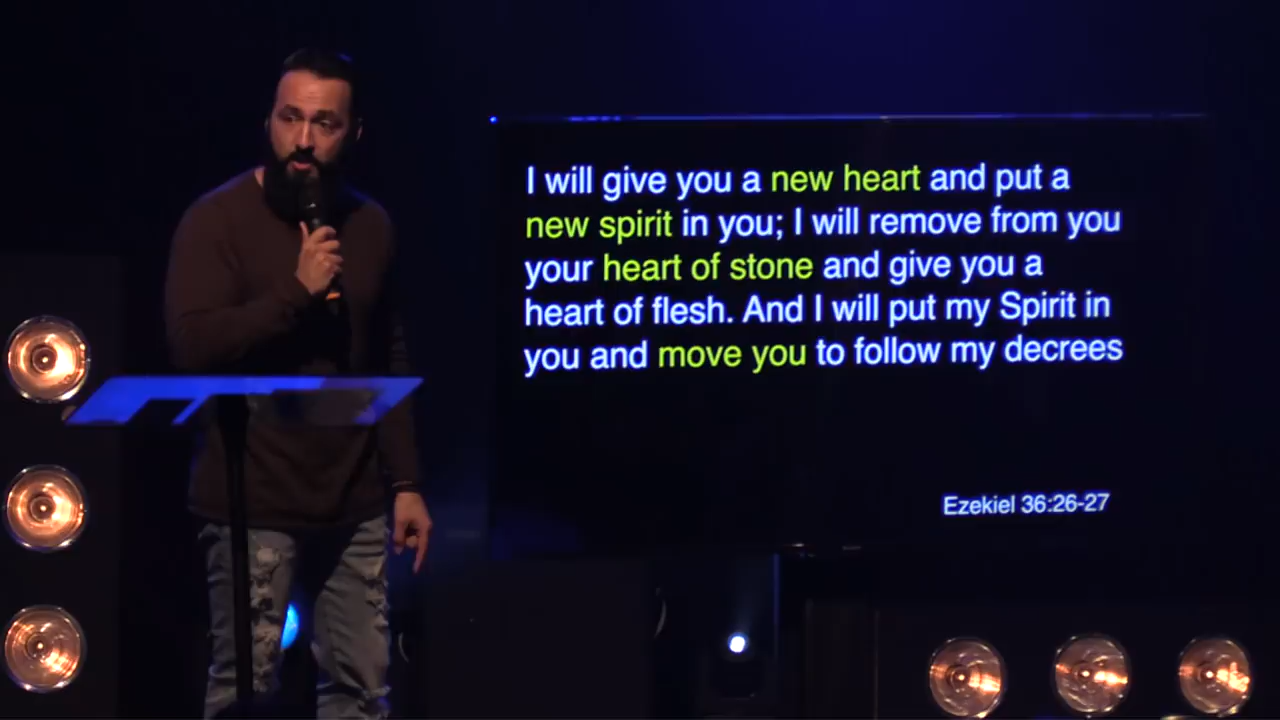 I will give you a new heart and put a
new spirit in you; I will remove from you
your heart of stone and give you a
heart of flesh. And I will put my Spirit in
you and move you to follow my decrees
Ezekiel 36:26-27